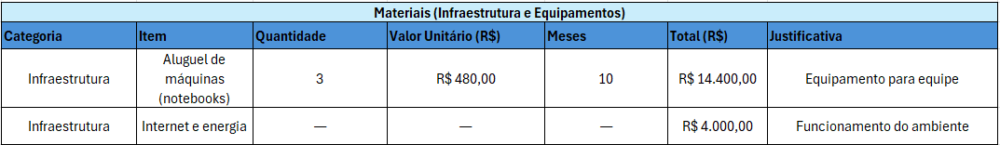 Materiais (Infraestrutura e Equipamentos)
Categoria Item Quantidade Valor Unitário (R$) Meses Total (R$) Justificativa
Infraestrutura Aluguel de máquinas (notebooks) 3 R$ 480,00 10 R$ 14.400,00 Equipamento para equipe
Infraestrutura Internet e energia — — — R$ 4.000,00 Funcionamento do ambiente